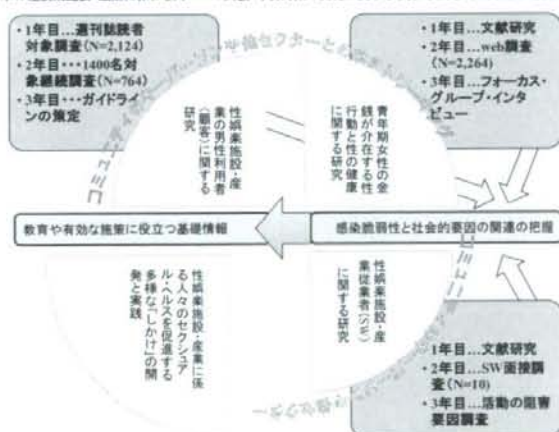 ・1年目…週刊誌読者
対象調査(N=2,124)
・2年目・・・1400名対
象継続調査(N=764)
・3年目・・・ガイドライ
ンの策定
・1年目…文献研究
・2年目…web調査
(N=2,264)
・3年目…フォーカス・
グループ・インタ
ビュー
性娯楽施設・産
業の男性利用者
(顧客)に関する
研究
青年期女性の金
銭が介在する性
行動と性の健康
に関する研究
教育や有効な施策に役立つ基礎情報
感染脆弱性と社会的要因の関連の把握
性娯楽施設・産業に係
る人々のセクシュア
ル・ヘルスを促進する
多様な「しかけ」の開
発と実践
性娯楽施設・産
業従業者(SW)
に関する研究
・1年目…文献研究
・2年目…SW面接調
査(N=10)
・3年目…活動の阻害
要因調査